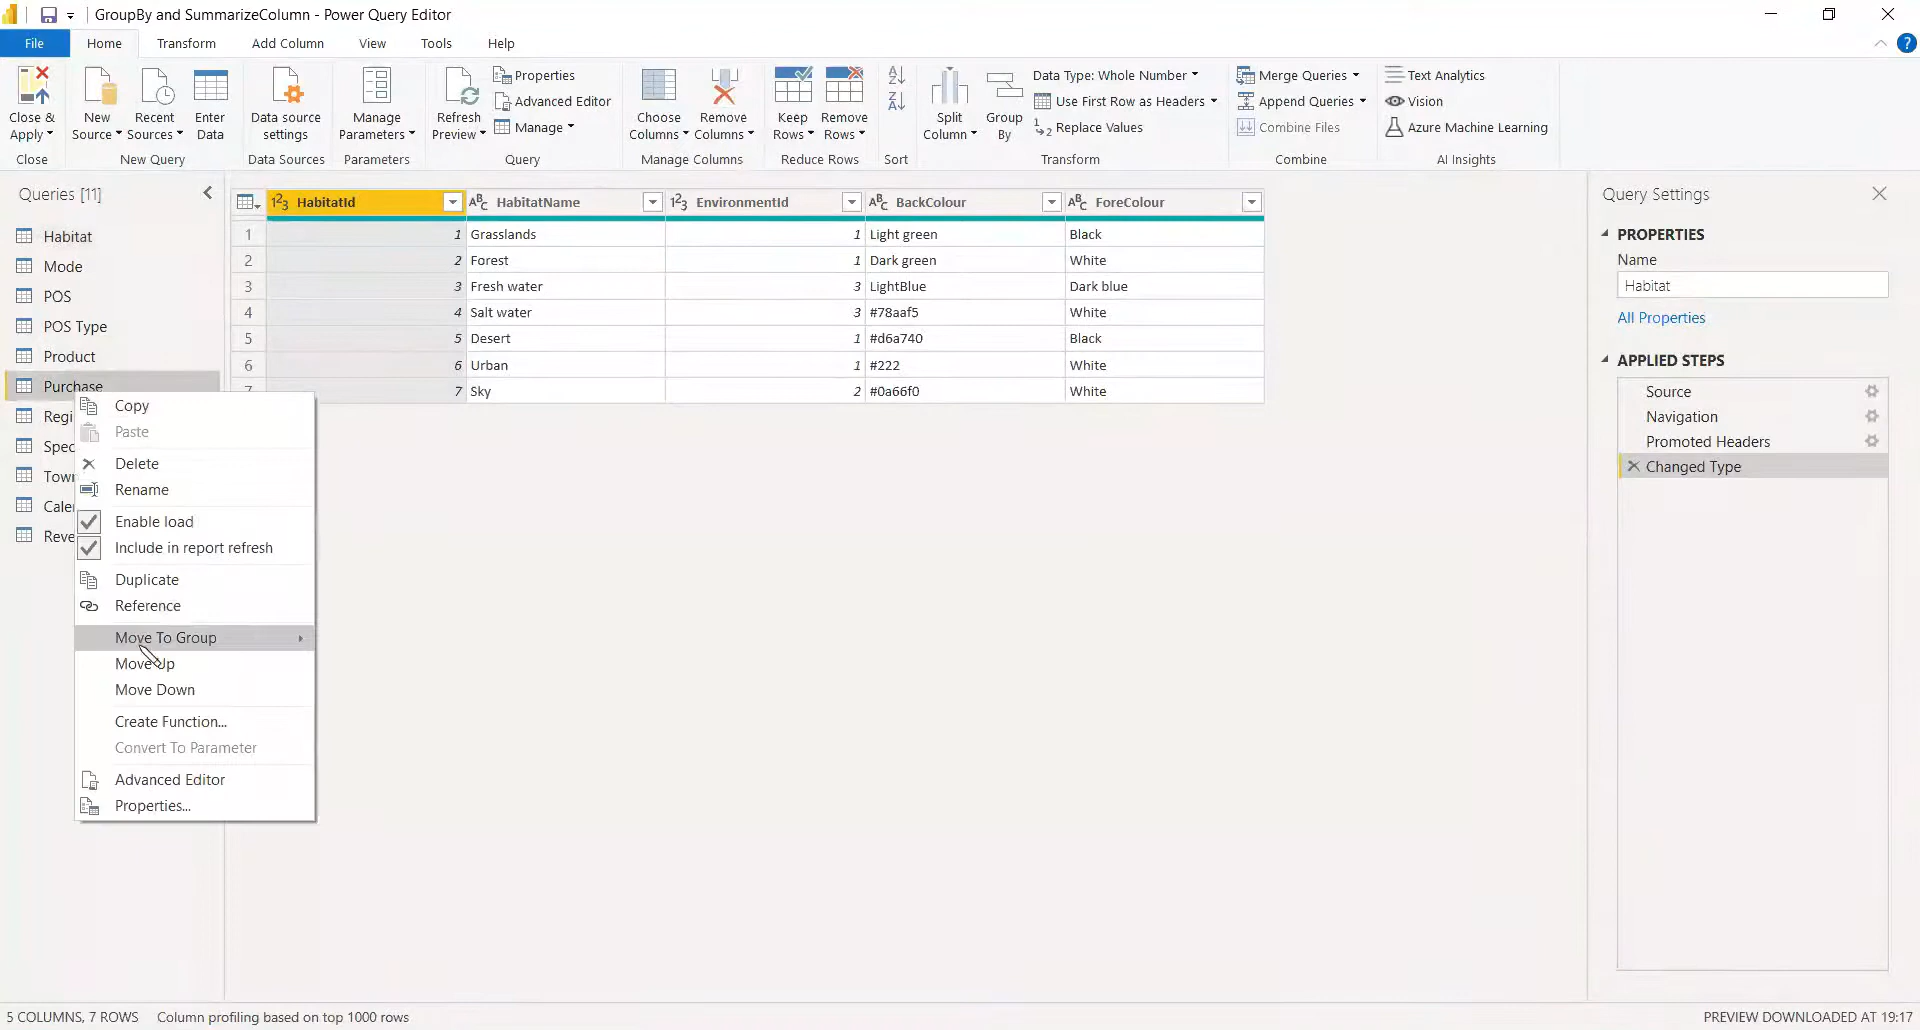 GroupBy and SummarizeColumn - Power Query Editor
File Home Transform Add Column View Tools Help
Close & Apply
Close
New Source
Recent Sources
Enter Data
New Query
Data source settings
Data Sources
Manage Parameters
Parameters
Refresh Preview
Properties
Advanced Editor
Manage
Query
Choose Columns
Remove Columns
Manage Columns
Keep Rows
Remove Rows
Reduce Rows
Sort
Split Column
Group By
Data Type: Whole Number
Use First Row as Headers
Replace Values
Transform
Merge Queries
Append Queries
Combine Files
Combine
Text Analytics
Vision
Azure Machine Learning
AI Insights
Queries [11]
Habitat
Mode
POS
POS Type
Product
Purchase
Regi
Spec
Town
Cale
Reve
Copy
Paste
Delete
Rename
Enable load
Include in report refresh
Duplicate
Reference
Move To Group
Move Up
Move Down
Create Function...
Convert To Parameter
Advanced Editor
Properties...
HabitatId HabitatName EnvironmentId BackColour ForeColour
1 1 Grasslands 1 Light green Black
2 2 Forest 1 Dark green White
3 3 Fresh water 3 LightBlue Dark blue
4 4 Salt water 3 #78aaf5 White
5 5 Desert 1 #d6a740 Black
6 6 Urban 1 #222 White
7 7 Sky 2 #0a66f0 White
Query Settings
PROPERTIES
Name
Habitat
All Properties
APPLIED STEPS
Source
Navigation
Promoted Headers
Changed Type
5 COLUMNS, 7 ROWS Column profiling based on top 1000 rows
PREVIEW DOWNLOADED AT 19:17